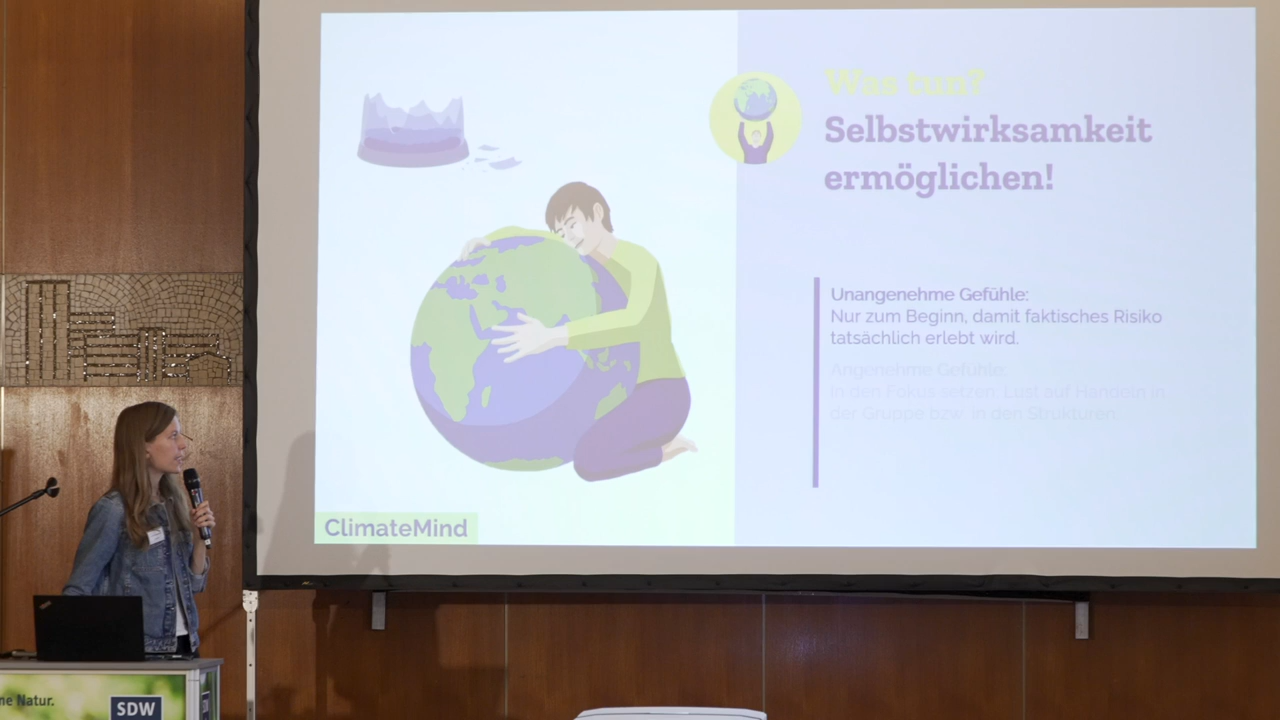 Was tun?
Selbstwirksamkeit
ermöglichen!
Unangenehme Gefühle:
Nur zum Beginn, damit faktisches Risiko
tatsächlich erlebt wird.
Angenehme Gefühle:
In den Fokus setzen: Lust auf Handeln in
der Gruppe bzw. in den Strukturen
ClimateMind
ne Natur.
SDW